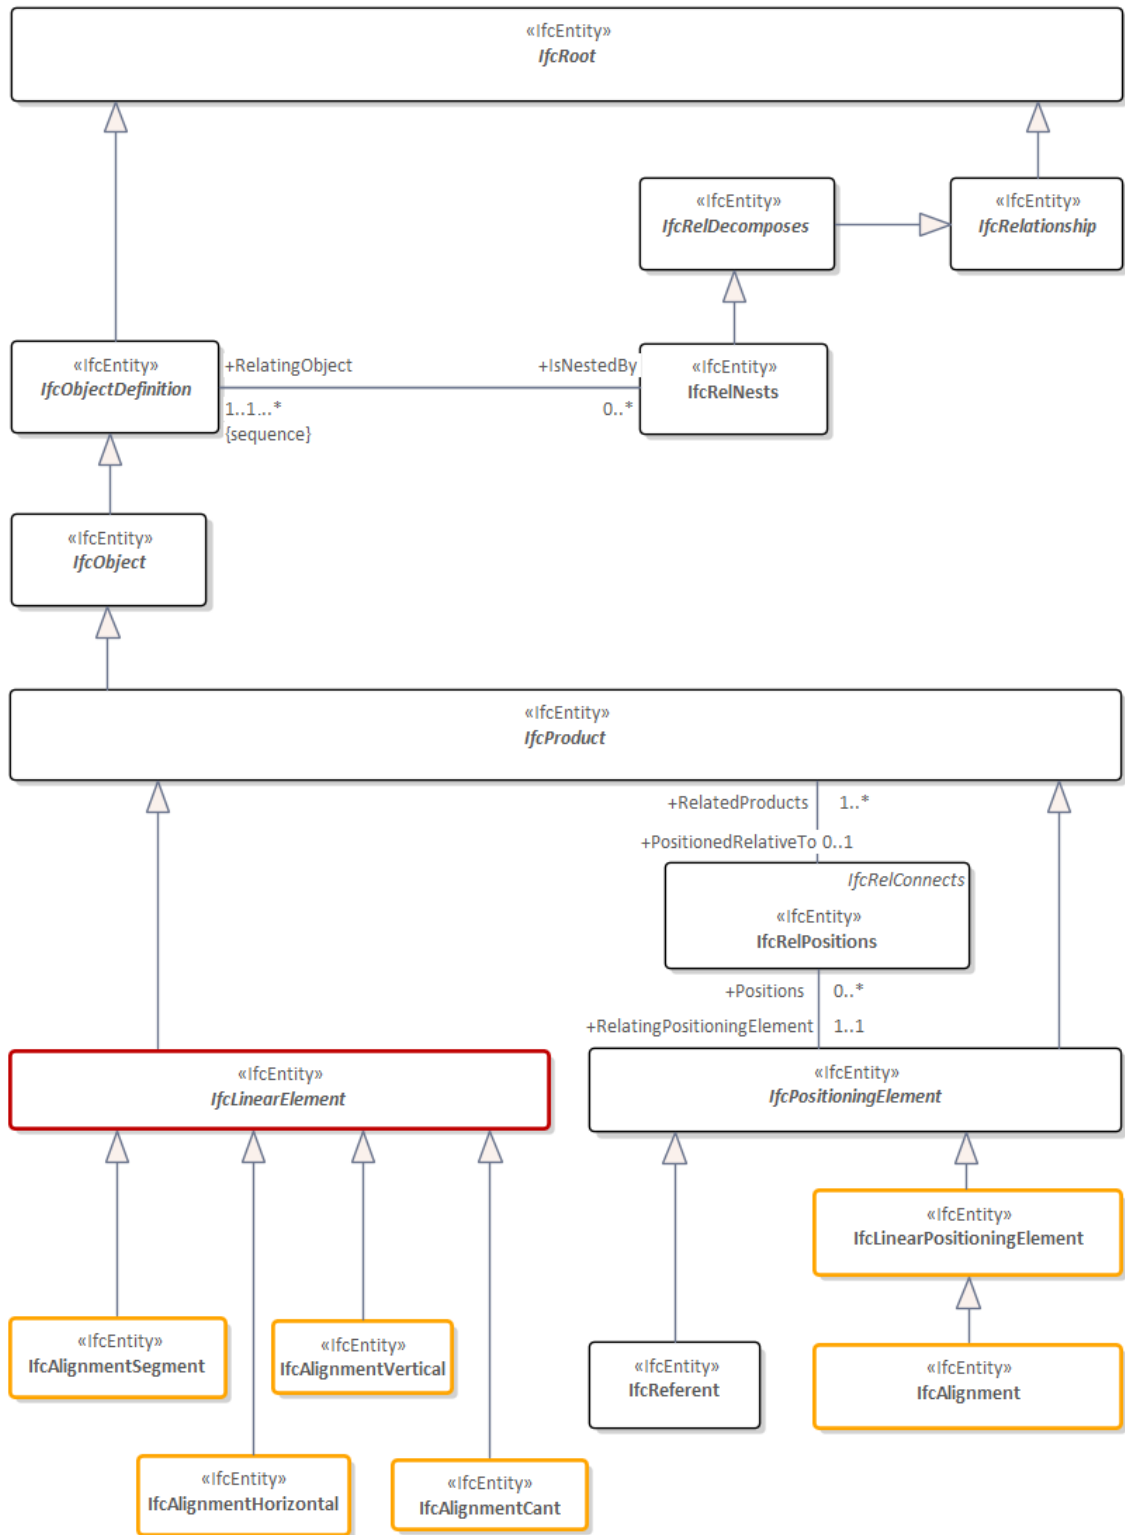 «IfcEntity»
IfcRoot
«IfcEntity»
IfcRelDecomposes
«IfcEntity»
IfcRelationship
«IfcEntity»
IfcObjectDefinition
+RelatingObject
+IsNestedBy
1..1...*
0..*
{sequence}
«IfcEntity»
IfcRelNests
«IfcEntity»
IfcObject
«IfcEntity»
IfcProduct
+RelatedProducts
1..*
+PositionedRelativeTo
0..1
IfcRelConnects
«IfcEntity»
IfcRelPositions
+Positions
0..*
+RelatingPositioningElement
1..1
«IfcEntity»
IfcLinearElement
«IfcEntity»
IfcPositioningElement
«IfcEntity»
IfcLinearPositioningElement
«IfcEntity»
IfcAlignmentSegment
«IfcEntity»
IfcAlignmentVertical
«IfcEntity»
IfcReferent
«IfcEntity»
IfcAlignment
«IfcEntity»
IfcAlignmentHorizontal
«IfcEntity»
IfcAlignmentCant